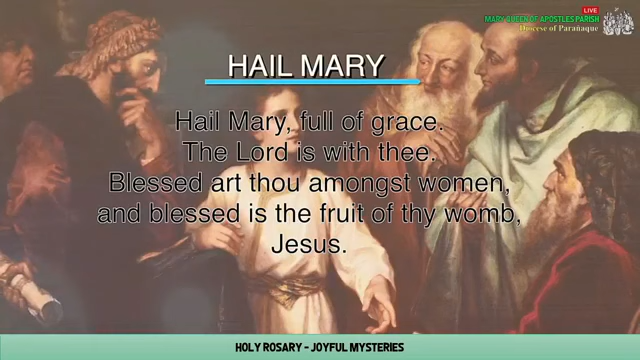 LIVE
MARY QUEEN OF APOSTLES PARISH
Diocese of Parañaque
HAIL MARY
Hail Mary, full of grace.
The Lord is with thee.
Blessed art thou amongst women,
and blessed is the fruit of thy womb,
Jesus.
HOLY ROSARY - JOYFUL MYSTERIES